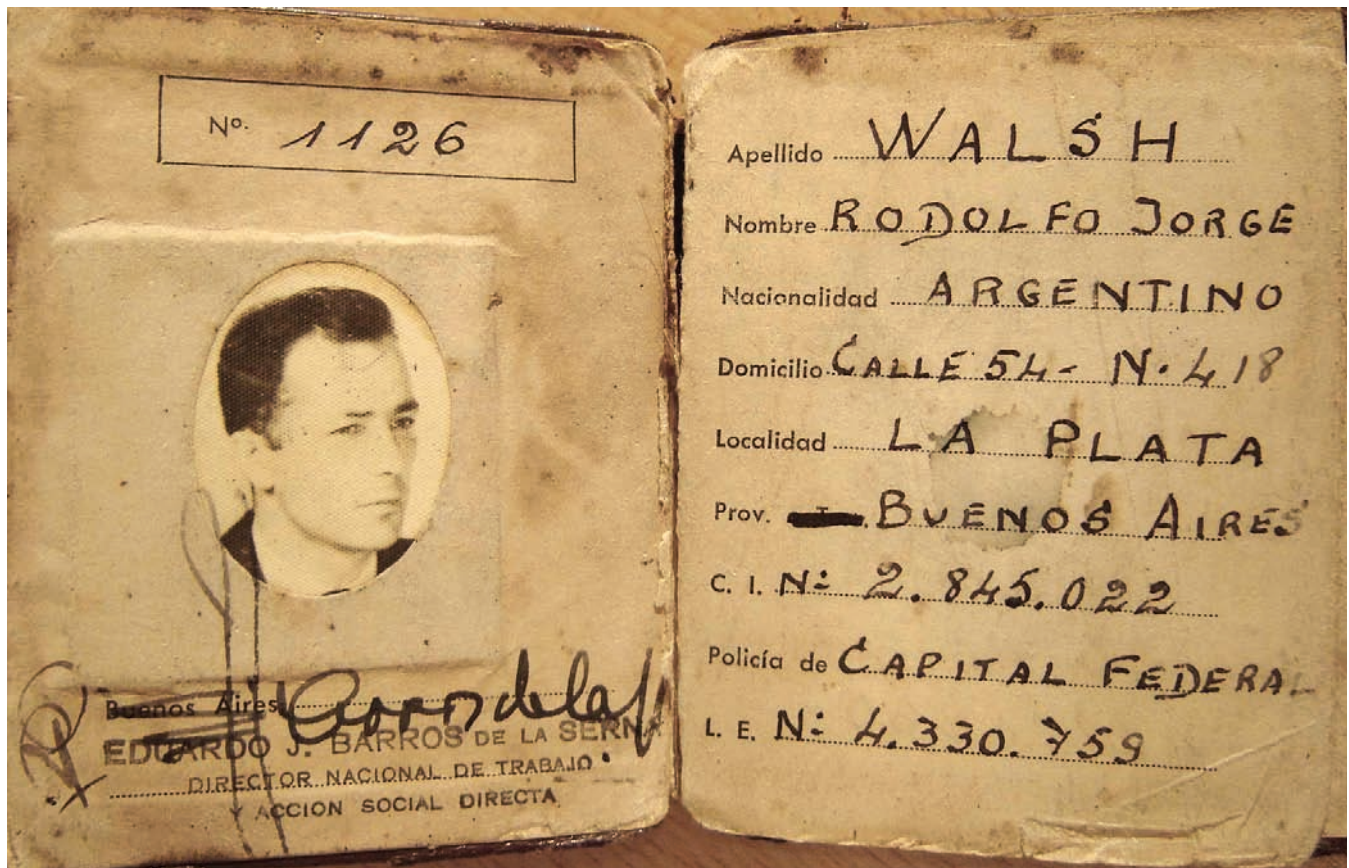 Nº. 1126
Buenos Aires,
EDUARDO J. BARROS DE LA SERNA
DIRECTOR NACIONAL DE TRABAJO
Y ACCION SOCIAL DIRECTA
Apellido WALSH
Nombre RODOLFO JORGE
Nacionalidad ARGENTINO
Domicilio CALLE 54 - N. 418
Localidad LA PLATA
Prov. BUENOS AIRES
C. I. Nº 2.845.022
Policía de CAPITAL FEDERAL
L. E. Nº 4.330.759